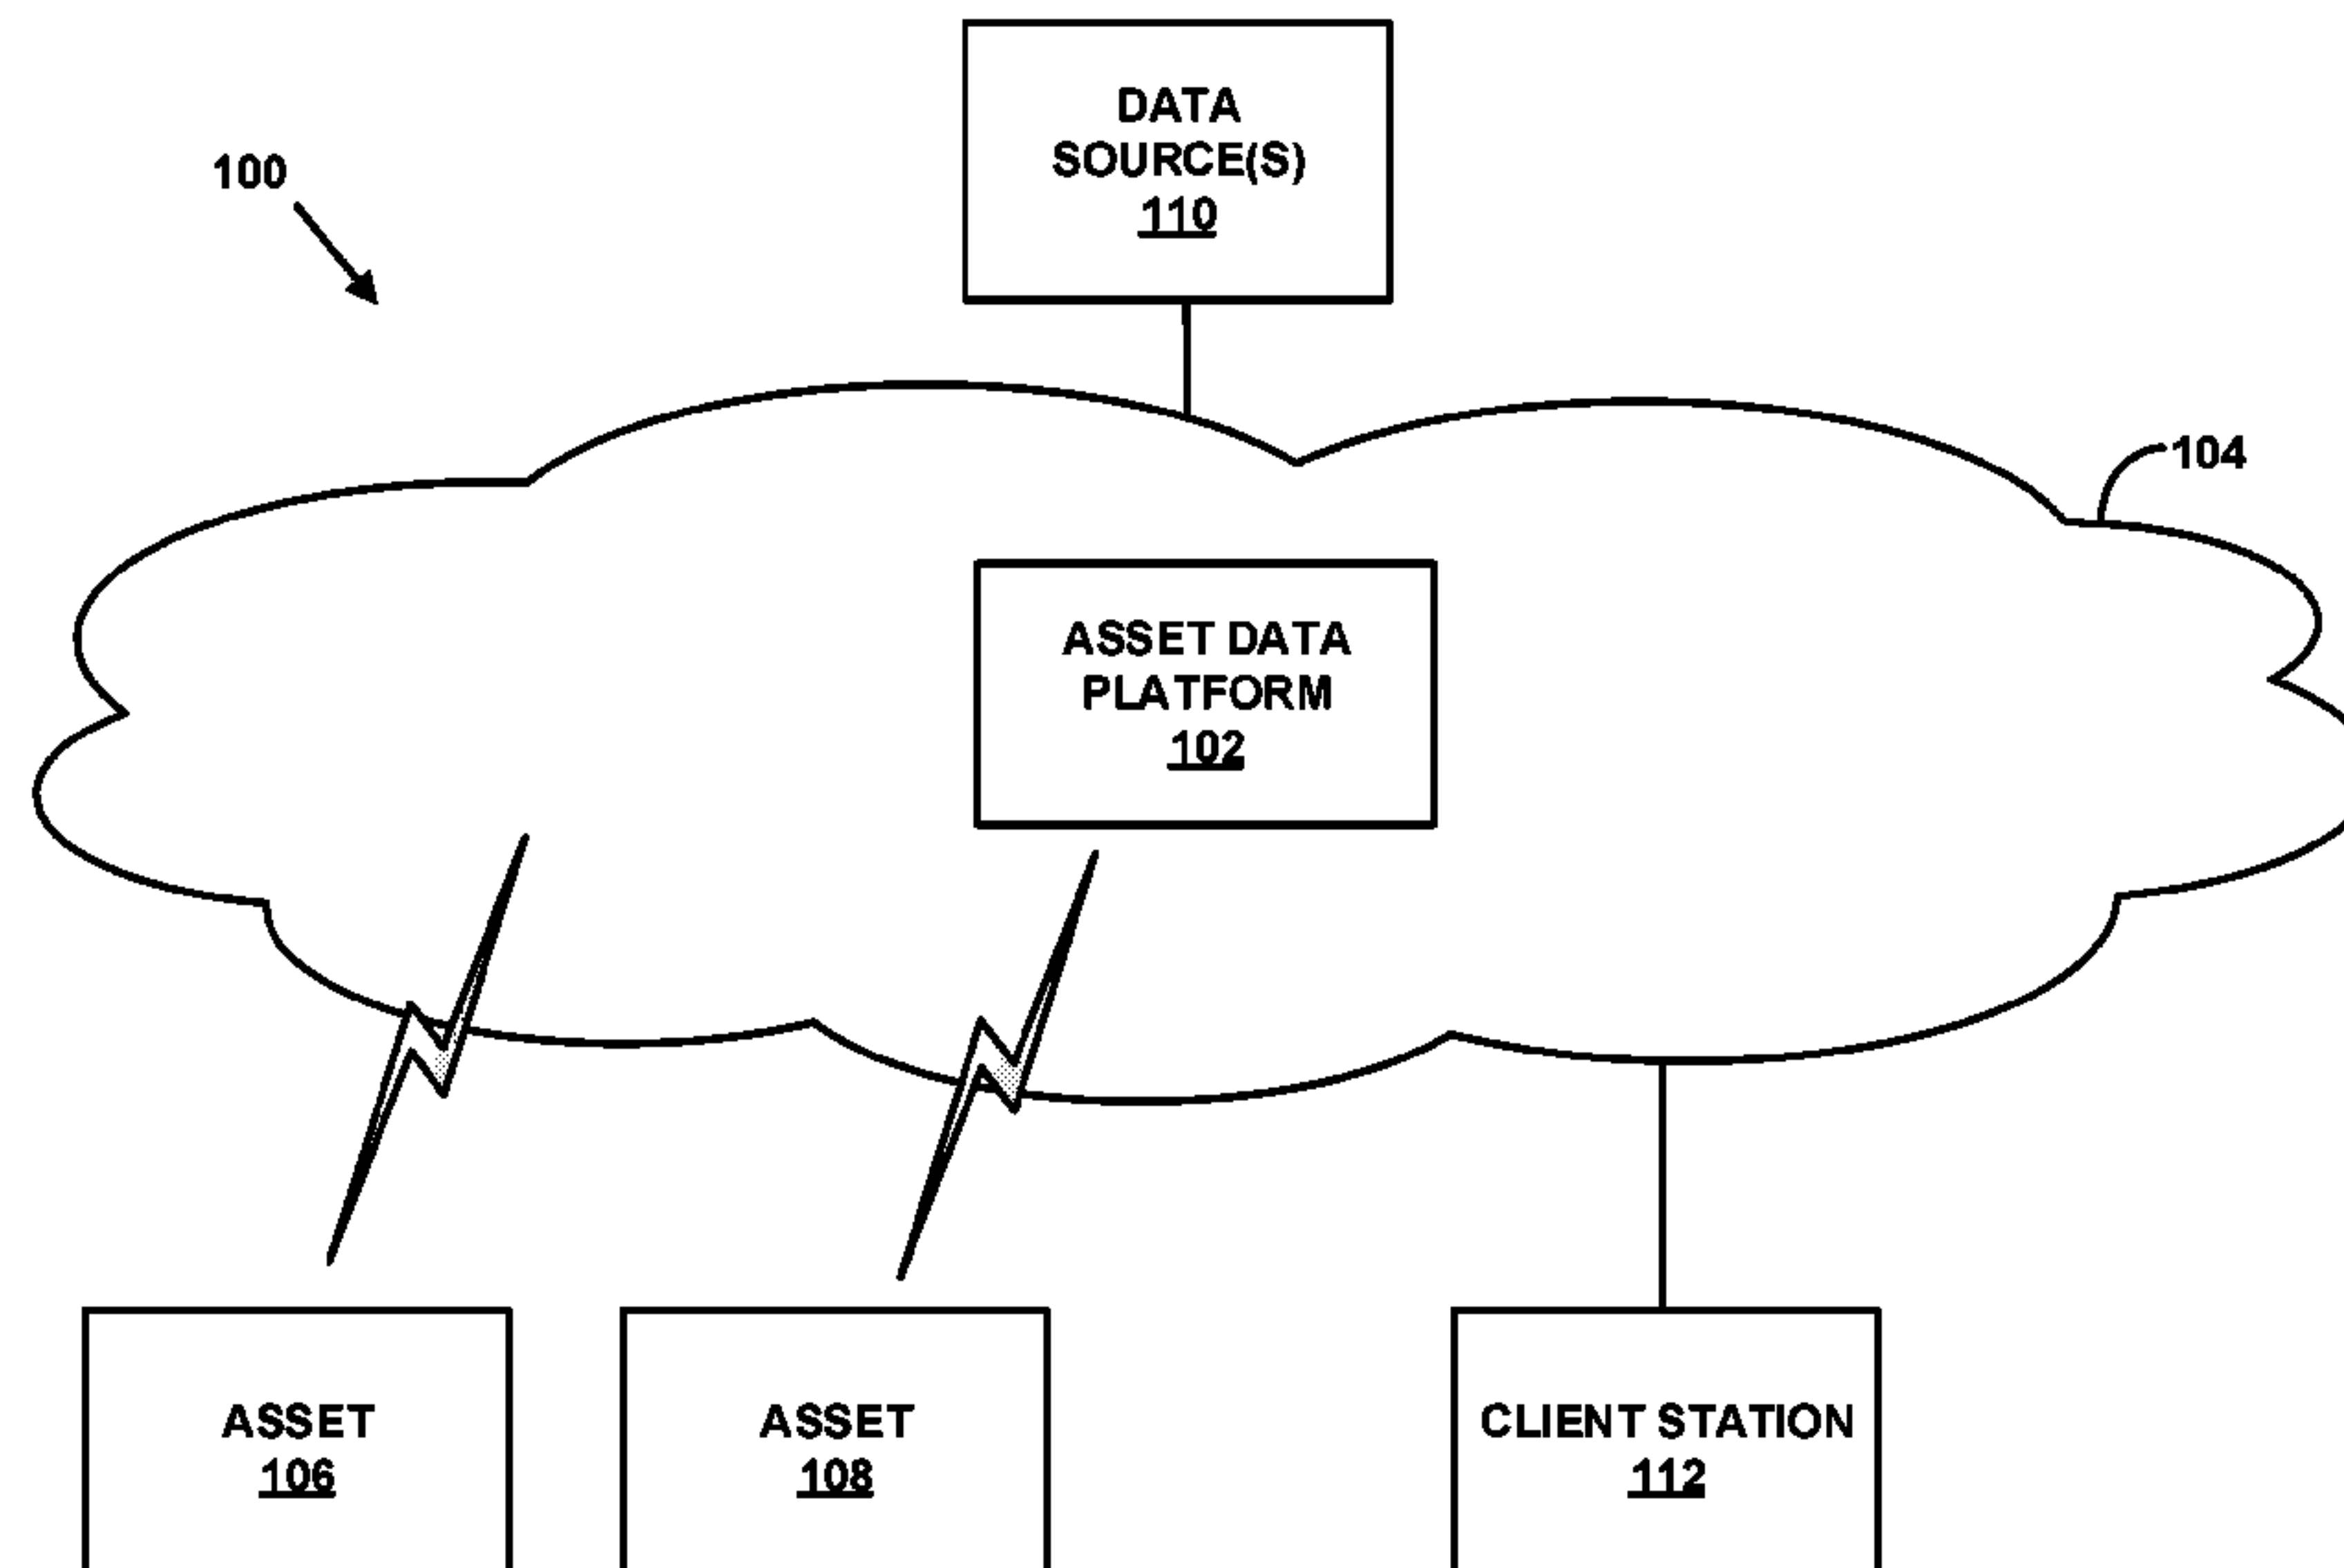 DATA
SOURCE(S)
110
100
104
ASSET DATA
PLATFORM
102
ASSET
106
ASSET
108
CLIENT STATION
112